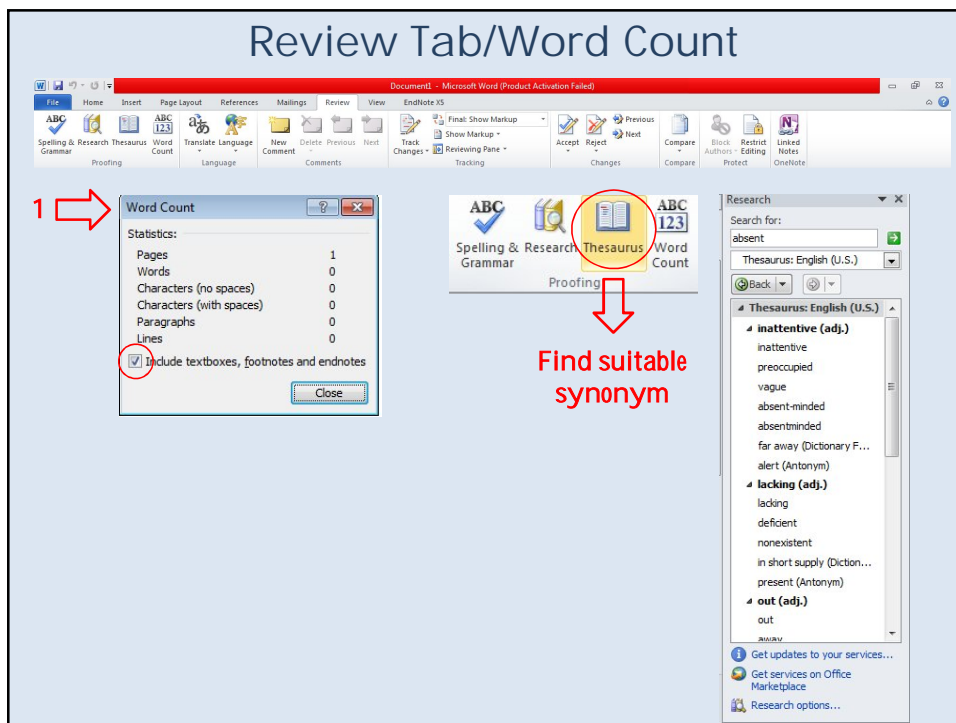 Review Tab/Word Count
Document1 - Microsoft Word (Product Activation Failed)
File Home Insert Page Layout References Mailings Review View EndNote X5
ABC Spelling & Grammar
Research
Thesaurus
ABC 123 Word Count
Proofing
Translate
Language
Language
New Comment
Delete
Previous
Next
Comments
Track Changes
Final: Show Markup
Show Markup
Reviewing Pane
Tracking
Accept
Reject
Previous
Next
Changes
Compare
Compare
Block Authors
Restrict Editing
Protect
Linked Notes
OneNote
1
Word Count
Statistics:
Pages 1
Words 0
Characters (no spaces) 0
Characters (with spaces) 0
Paragraphs 0
Lines 0
Include textboxes, footnotes and endnotes
Close
ABC
ABC
123
Spelling & Research Thesaurus Word
Grammar Count
Proofing
Find suitable
synonym
Research
Search for:
absent
Thesaurus: English (U.S.)
Back
Thesaurus: English (U.S.)
inattentive (adj.)
inattentive
preoccupied
vague
absent-minded
absentminded
far away (Dictionary F...
alert (Antonym)
lacking (adj.)
lacking
deficient
nonexistent
in short supply (Diction...
present (Antonym)
out (adj.)
out
away
Get updates to your services...
Get services on Office
Marketplace
Research options...